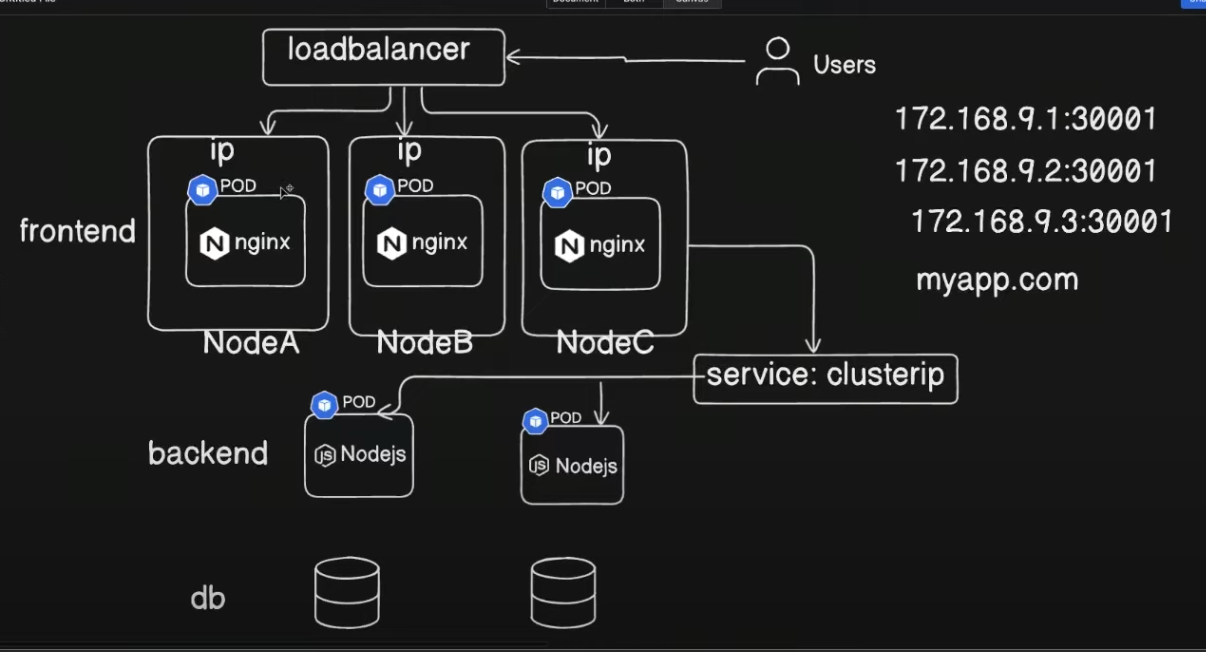 Document Both Canvas
loadbalancer
Users
172.168.9.1:30001
172.168.9.2:30001
172.168.9.3:30001
myapp.com
ip
ip
ip
POD
POD
POD
frontend
nginx
nginx
nginx
NodeA
NodeB
NodeC
service: clusterip
POD
POD
backend
JS Nodejs
JS Nodejs
db